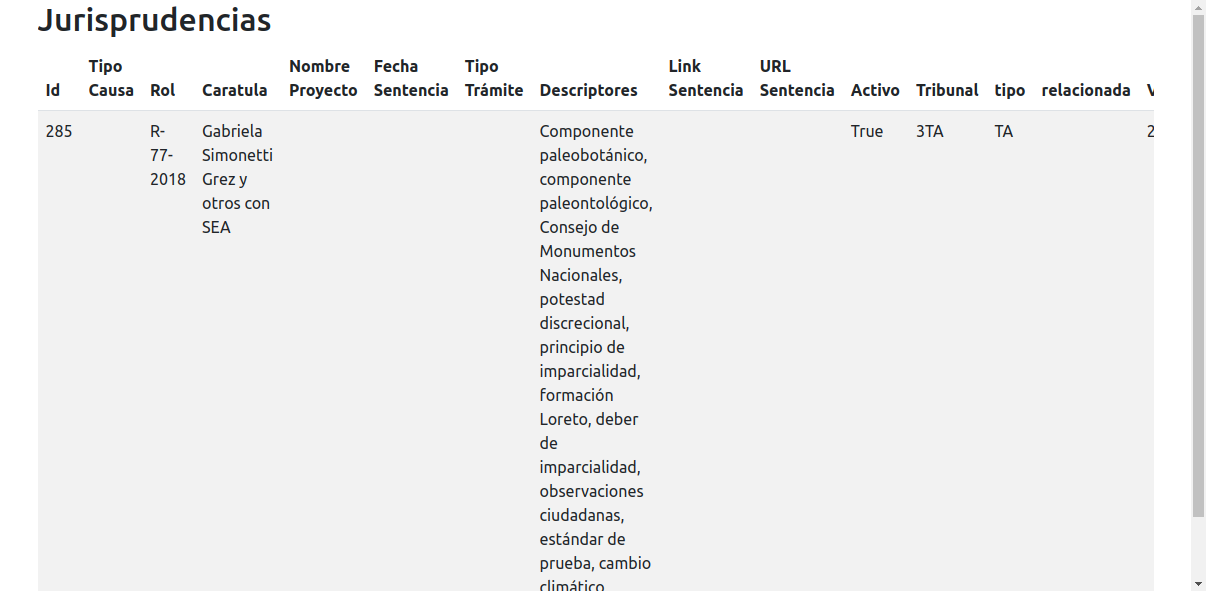 Jurisprudencias
Id Tipo Causa Rol Caratula Nombre Proyecto Fecha Sentencia Tipo Trámite Descriptores Link Sentencia URL Sentencia Activo Tribunal tipo relacionada V
285 R- Gabriela Componente True 3TA TA 2
77- Simonetti paleobotánico,
2018 Grez y componente
otros con paleontológico,
SEA Consejo de
Monumentos
Nacionales,
potestad
discrecional,
principio de
imparcialidad,
formación
Loreto, deber
de
imparcialidad,
observaciones
ciudadanas,
estándar de
prueba, cambio
climático